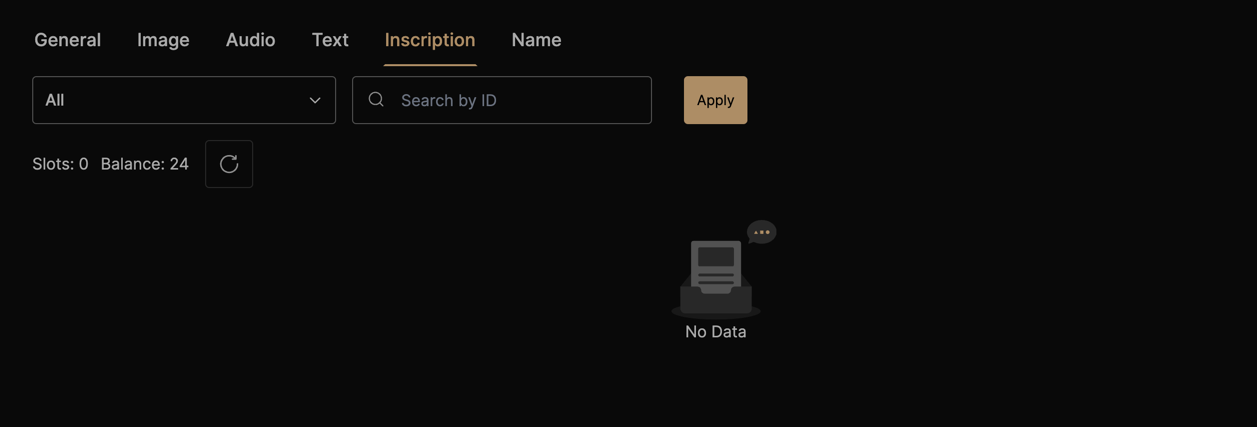 General Image Audio Text Inscription Name
All Search by ID Apply
Slots: 0 Balance: 24
No Data